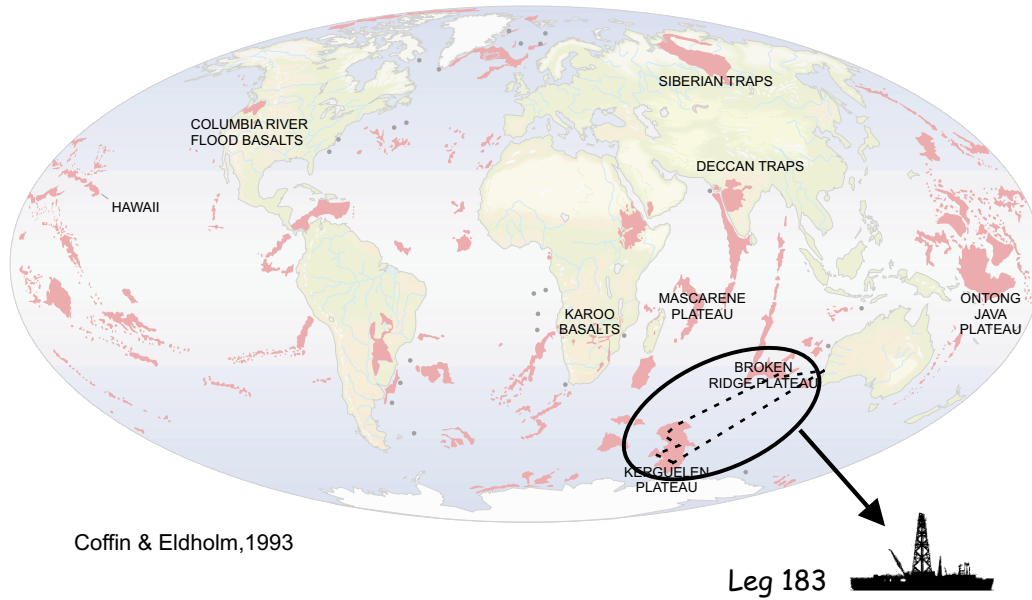 SIBERIAN TRAPS
COLUMBIA RIVER
FLOOD BASALTS
DECCAN TRAPS
HAWAII
MASCARENE
PLATEAU
ONTONG
JAVA
PLATEAU
KAROO
BASALTS
BROKEN
RIDGE PLATEAU
KERGUELEN
PLATEAU
Coffin & Eldholm,1993
Leg 183